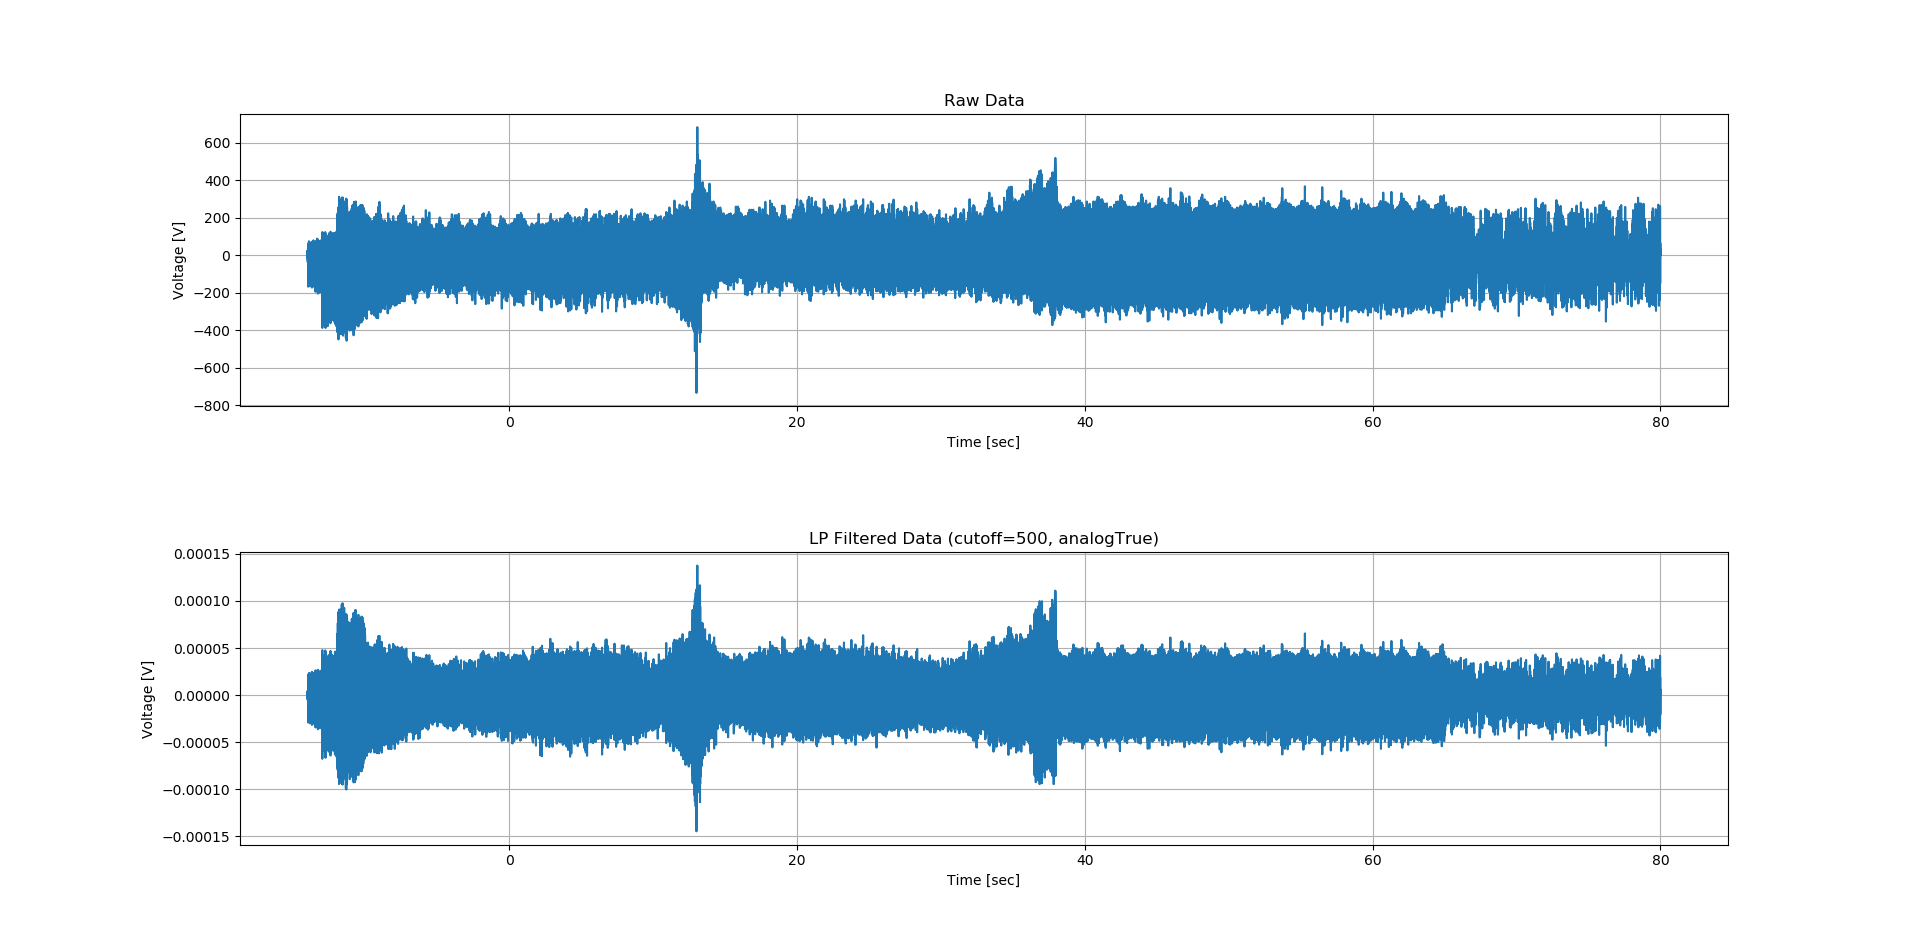 Raw Data
600
400
200
0
−200
−400
−600
−800
Voltage [V]
0 20 40 60 80
Time [sec]
LP Filtered Data (cutoff=500, analogTrue)
0.00015
0.00010
0.00005
0.00000
−0.00005
−0.00010
−0.00015
Voltage [V]
0 20 40 60 80
Time [sec]